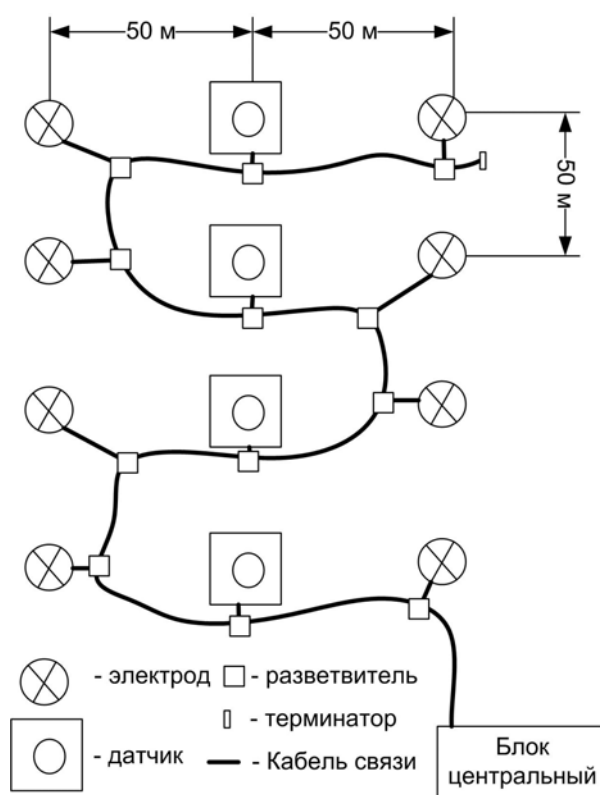 50 м
50 м
50 м
- электрод
- разветвитель
- терминатор
- датчик
- Кабель связи
Блок
центральный